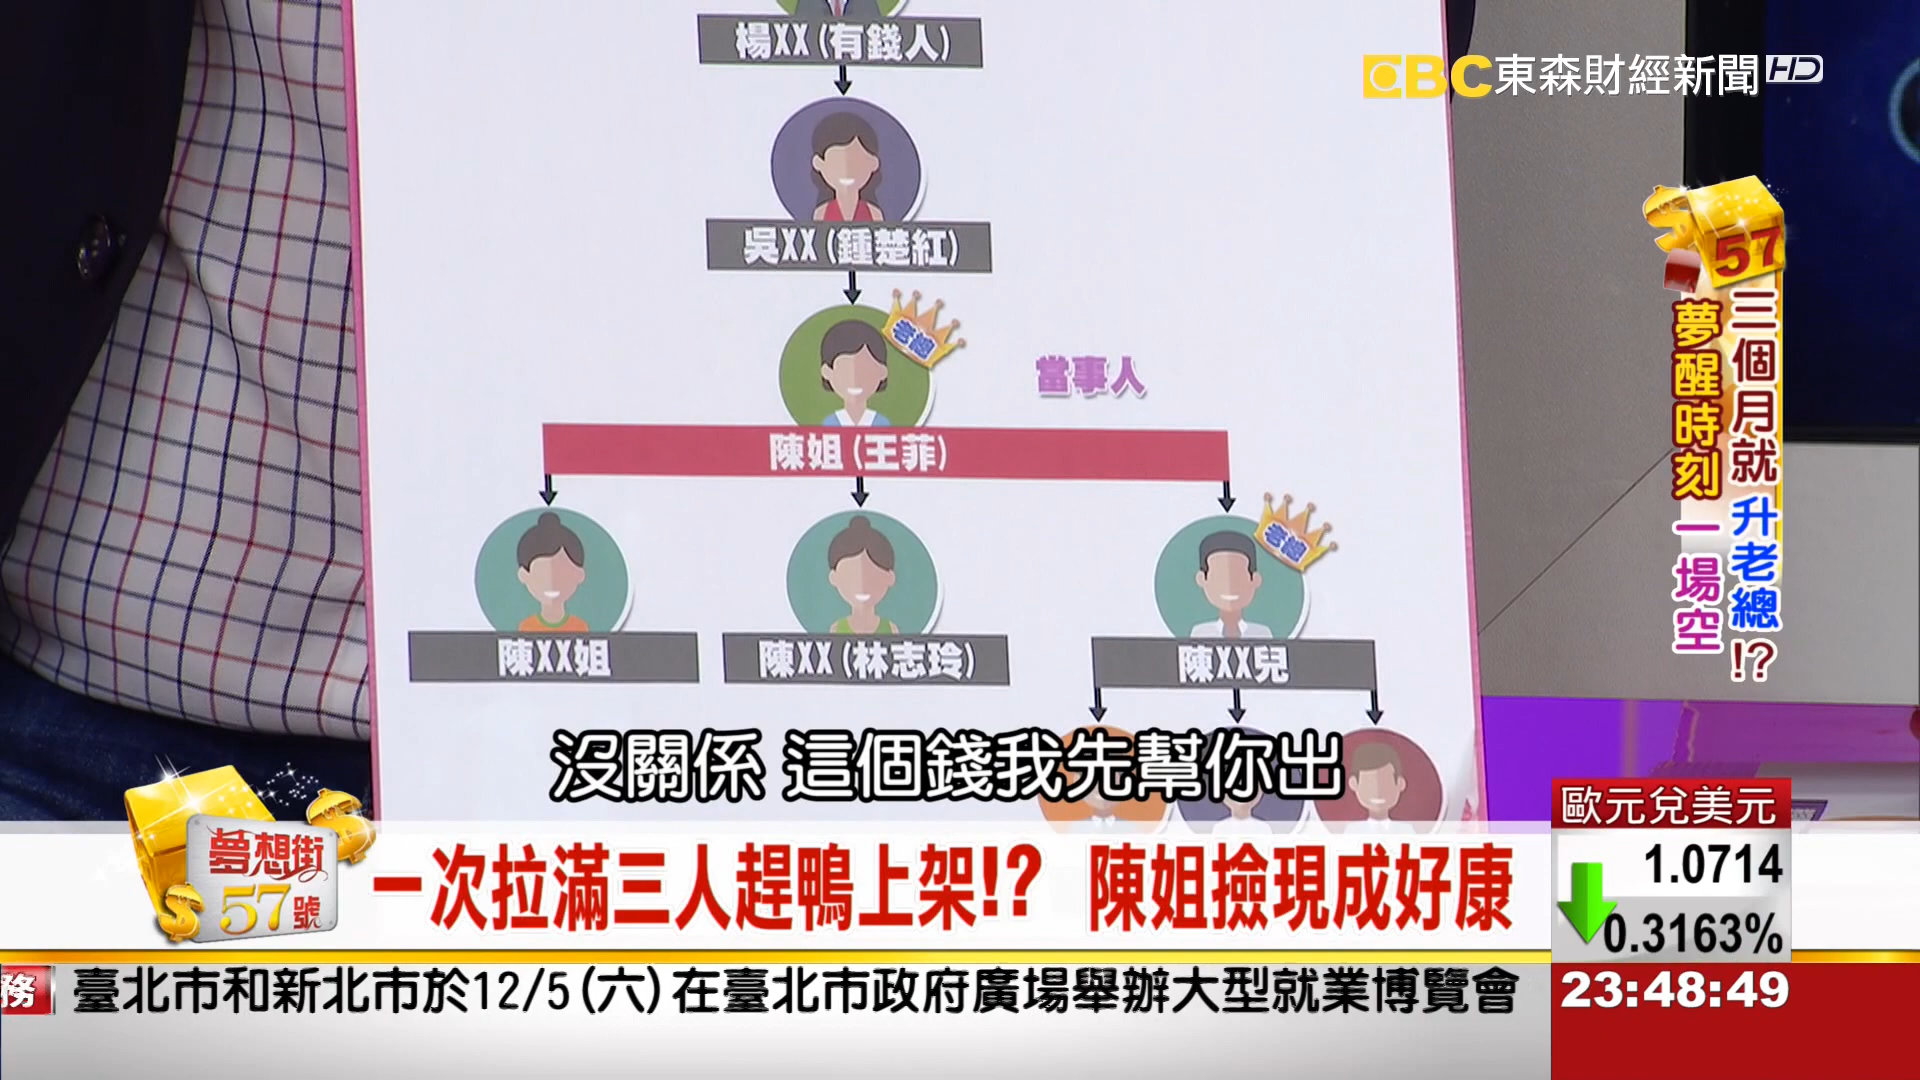 楊XX(有錢人)
EBC東森財經新聞HD
吳XX(鍾楚紅)
老總
當事人
陳姐(王菲)
老總
陳XX姐
陳XX(林志玲)
陳XX兒
57
三個月就升老總!?
夢醒時刻一場空
沒關係 這個錢我先幫你出
夢想街
57號
一次拉滿三人趕鴨上架!? 陳姐撿現成好康
歐元兌美元
1.0714
0.3163%
務 臺北市和新北市於12/5(六)在臺北市政府廣場舉辦大型就業博覽會
23:48:49